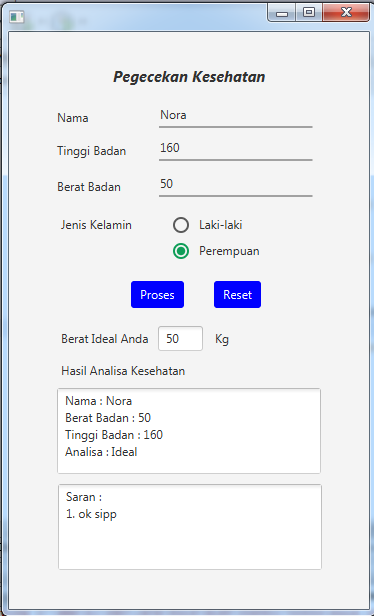 Pegecekan Kesehatan
Nama Nora
Tinggi Badan 160
Berat Badan 50
Jenis Kelamin Laki-laki
Perempuan
Proses Reset
Berat Ideal Anda 50 Kg
Hasil Analisa Kesehatan
Nama : Nora
Berat Badan : 50
Tinggi Badan : 160
Analisa : Ideal
Saran :
1. ok sipp